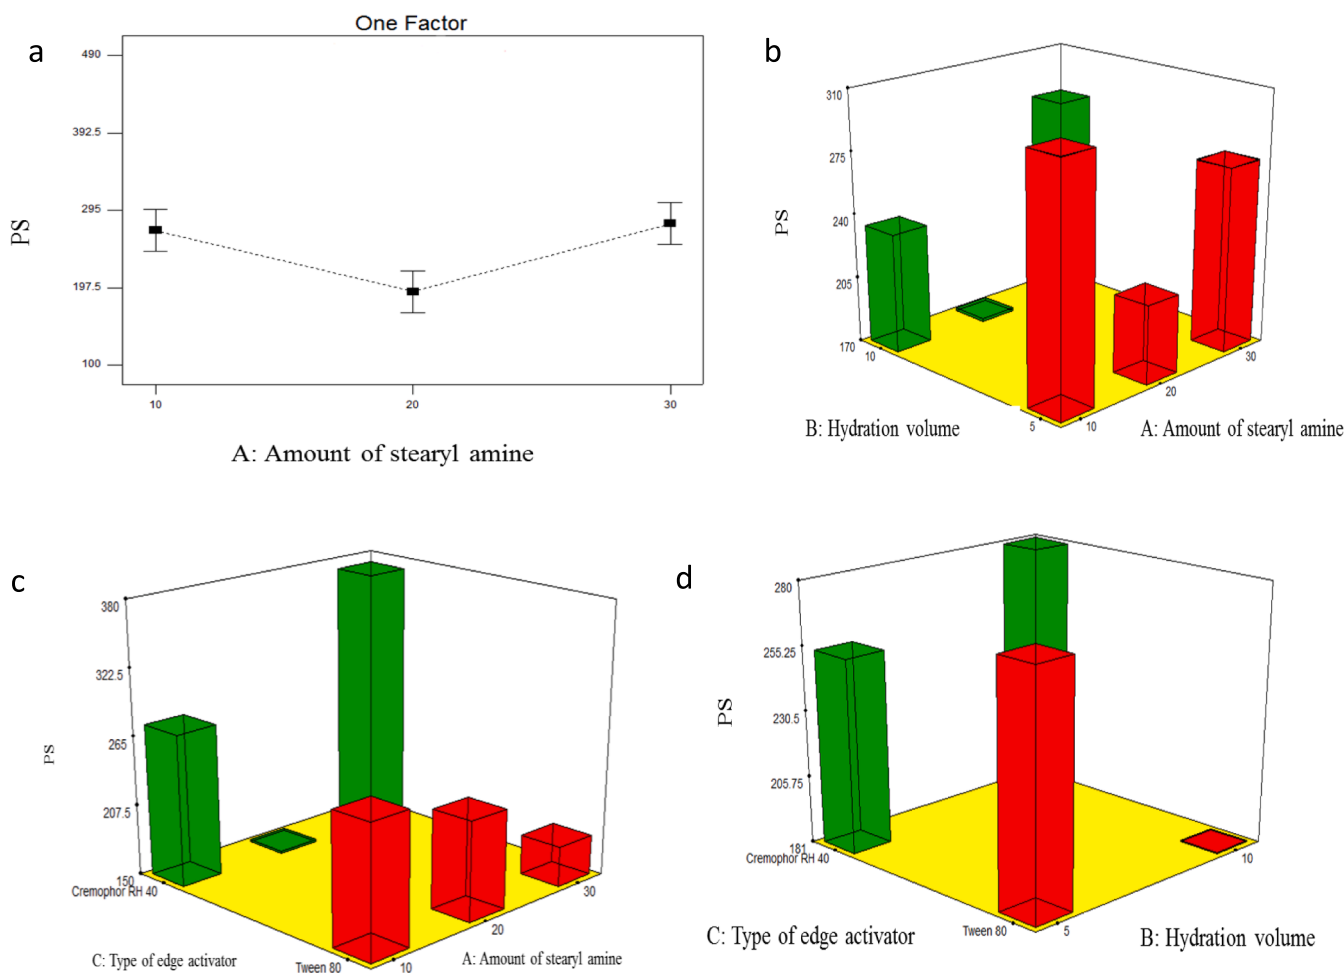 a
One Factor
490
392.5
295
197.5
100
PS
10
20
30
A: Amount of stearyl amine
b
310
275
240
205
170
PS
10
5
10
20
30
B: Hydration volume
A: Amount of stearyl amine
c
380
322.5
265
207.5
150
PS
Cremophor RH 40
Tween 80
10
20
30
C: Type of edge activator
A: Amount of stearyl amine
d
280
255.25
230.5
205.75
181
PS
Cremophor RH 40
Tween 80
5
10
C: Type of edge activator
B: Hydration volume